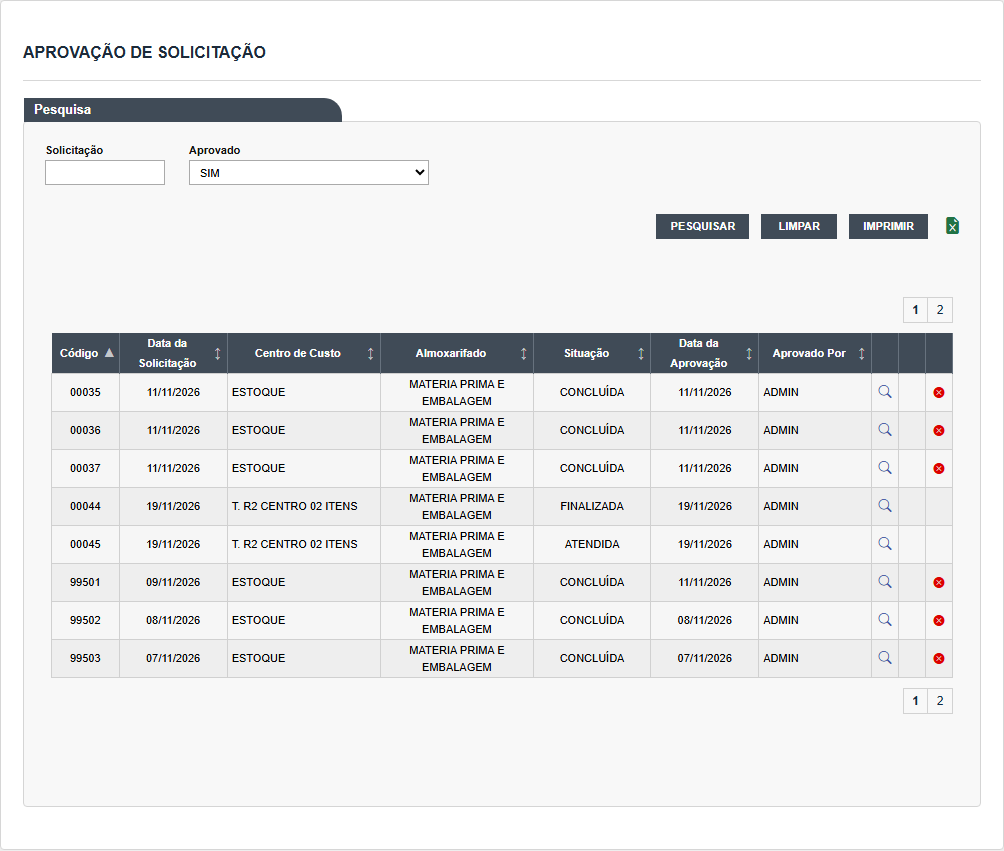 APROVAÇÃO DE SOLICITAÇÃO
Pesquisa
Solicitação Aprovado
SIM
PESQUISAR LIMPAR IMPRIMIR
1 2
Código Data da Solicitação Centro de Custo Almoxarifado Situação Data da Aprovação Aprovado Por
00035 11/11/2026 ESTOQUE MATERIA PRIMA E EMBALAGEM CONCLUÍDA 11/11/2026 ADMIN
00036 11/11/2026 ESTOQUE MATERIA PRIMA E EMBALAGEM CONCLUÍDA 11/11/2026 ADMIN
00037 11/11/2026 ESTOQUE MATERIA PRIMA E EMBALAGEM CONCLUÍDA 11/11/2026 ADMIN
00044 19/11/2026 T. R2 CENTRO 02 ITENS MATERIA PRIMA E EMBALAGEM FINALIZADA 19/11/2026 ADMIN
00045 19/11/2026 T. R2 CENTRO 02 ITENS MATERIA PRIMA E EMBALAGEM ATENDIDA 19/11/2026 ADMIN
99501 09/11/2026 ESTOQUE MATERIA PRIMA E EMBALAGEM CONCLUÍDA 11/11/2026 ADMIN
99502 08/11/2026 ESTOQUE MATERIA PRIMA E EMBALAGEM CONCLUÍDA 08/11/2026 ADMIN
99503 07/11/2026 ESTOQUE MATERIA PRIMA E EMBALAGEM CONCLUÍDA 07/11/2026 ADMIN
1 2